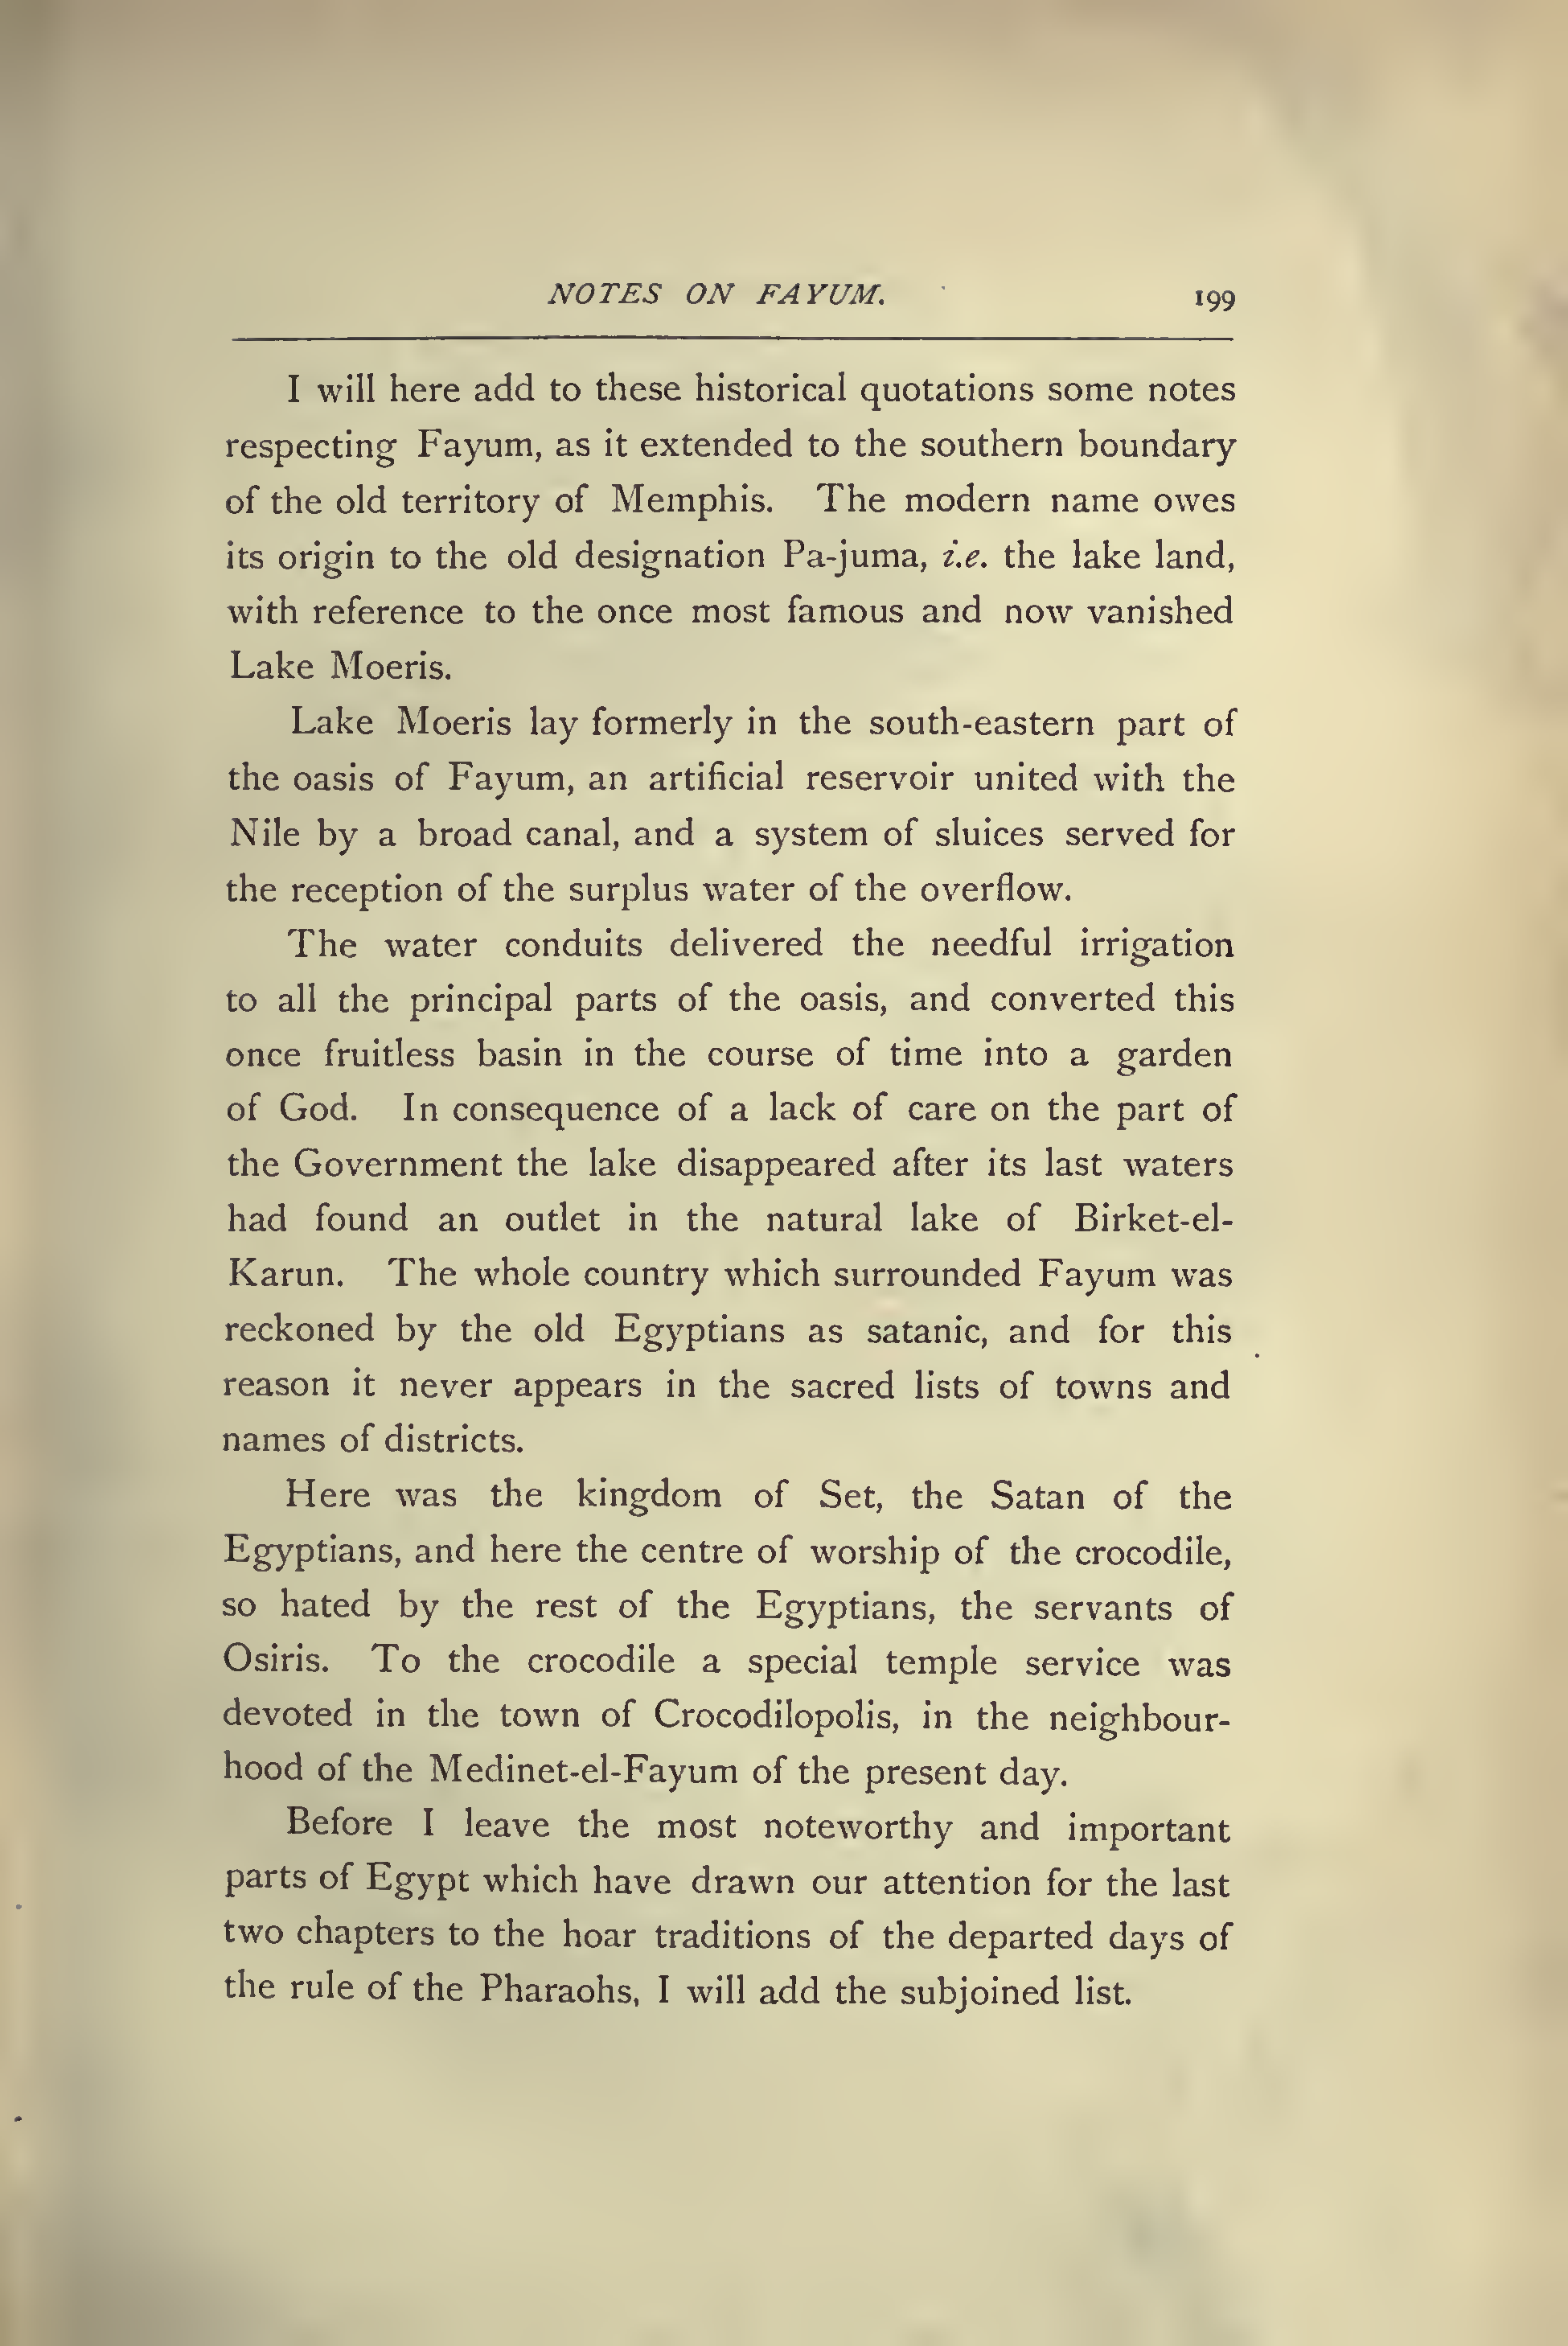 NOTES ON FAYUM. 199
I will here add to these historical quotations some notes
respecting Fayum, as it extended to the southern boundary
of the old territory of Memphis. The modern name owes
its origin to the old designation Pa-juma, i.e. the lake land,
with reference to the once most famous and now vanished
Lake Moeris.
Lake Moeris lay formerly in the south-eastern part of
the oasis of Fayum, an artificial reservoir united with the
Nile by a broad canal, and a system of sluices served for
the reception of the surplus water of the overflow.
The water conduits delivered the needful irrigation
to all the principal parts of the oasis, and converted this
once fruitless basin in the course of time into a garden
of God. In consequence of a lack of care on the part of
the Government the lake disappeared after its last waters
had found an outlet in the natural lake of Birket-el-
Karun. The whole country which surrounded Fayum was
reckoned by the old Egyptians as satanic, and for this
reason it never appears in the sacred lists of towns and
names of districts.
Here was the kingdom of Set, the Satan of the
Egyptians, and here the centre of worship of the crocodile,
so hated by the rest of the Egyptians, the servants of
Osiris. To the crocodile a special temple service was
devoted in the town of Crocodilopolis, in the neighbour-
hood of the Medinet-el-Fayum of the present day.
Before I leave the most noteworthy and important
parts of Egypt which have drawn our attention for the last
two chapters to the hoar traditions of the departed days of
the rule of the Pharaohs, I will add the subjoined list.